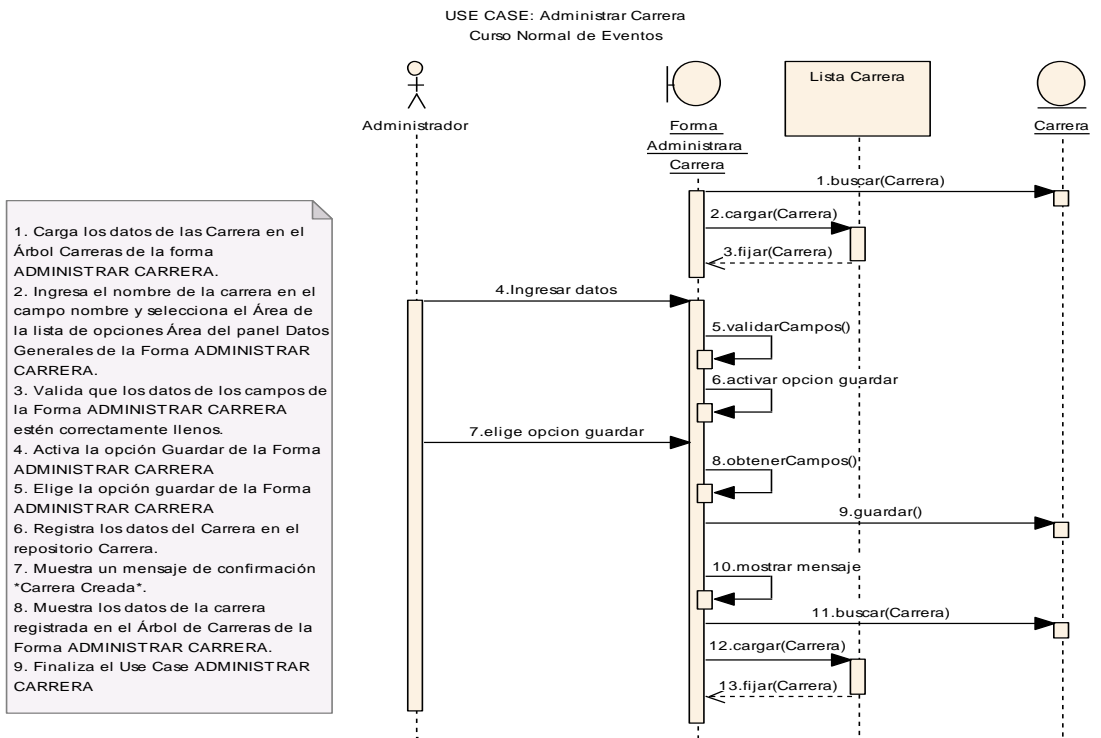 USE CASE: Administrar Carrera
Curso Normal de Eventos
Administrador
Forma
Administrara
Carrera
Lista Carrera
Carrera
1. Carga los datos de las Carrera en el
Árbol Carreras de la forma
ADMINISTRAR CARRERA.
2. Ingresa el nombre de la carrera en el
campo nombre y selecciona el Área de
la lista de opciones Área del panel Datos
Generales de la Forma ADMINISTRAR
CARRERA.
3. Valida que los datos de los campos de
la Forma ADMINISTRAR CARRERA
estén correctamente llenos.
4. Activa la opción Guardar de la Forma
ADMINISTRAR CARRERA
5. Elige la opción guardar de la Forma
ADMINISTRAR CARRERA
6. Registra los datos del Carrera en el
repositorio Carrera.
7. Muestra un mensaje de confirmación
*Carrera Creada*.
8. Muestra los datos de la carrera
registrada en el Árbol de Carreras de la
Forma ADMINISTRAR CARRERA.
9. Finaliza el Use Case ADMINISTRAR
CARRERA
1.buscar(Carrera)
2.cargar(Carrera)
3.fijar(Carrera)
4.Ingresar datos
5.validarCampos()
6.activar opcion guardar
7.elige opcion guardar
8.obtenerCampos()
9.guardar()
10.mostrar mensaje
11.buscar(Carrera)
12.cargar(Carrera)
13.fijar(Carrera)